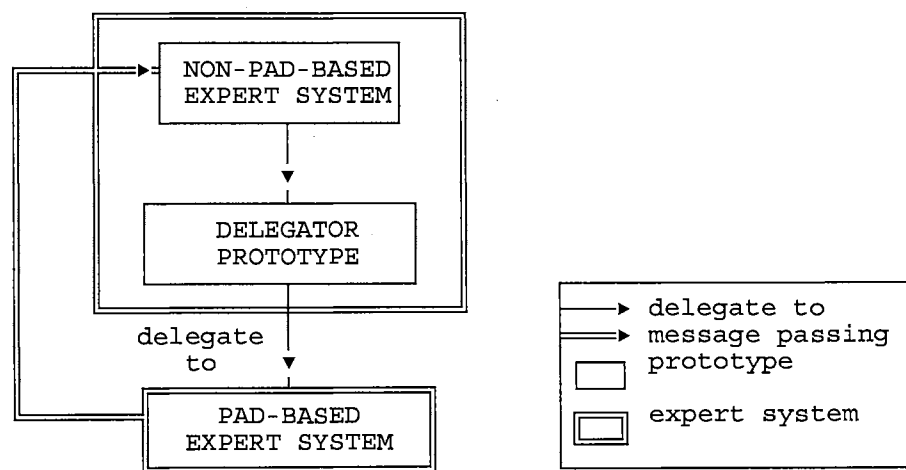 NON-PAD-BASED
EXPERT SYSTEM
DELEGATOR
PROTOTYPE
delegate
to
PAD-BASED
EXPERT SYSTEM
delegate to
message passing
prototype
expert system